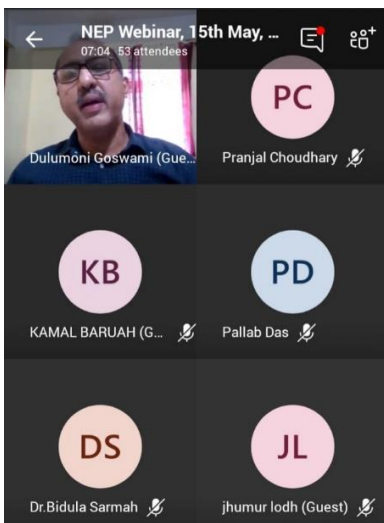 NEP Webinar, 15th May, ...
07:04 53 attendees
PC
Dulumoni Goswami (Gue...
Pranjal Choudhary
KB
PD
KAMAL BARUAH (G...
Pallab Das
DS
JL
Dr.Bidula Sarmah
jhumur lodh (Guest)